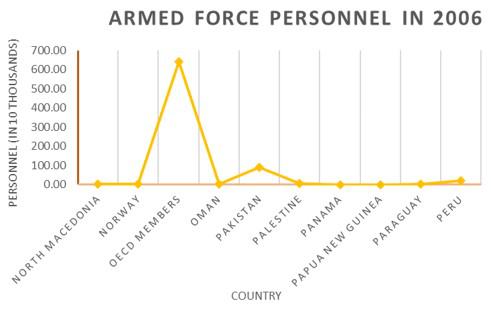 ARMED FORCE PERSONNEL IN 2006
PERSONNEL (IN 10 THOUSANDS)
700.00
600.00
500.00
400.00
300.00
200.00
100.00
0.00
NORTH MACEDONIA
NORWAY
OECD MEMBERS
OMAN
PAKISTAN
PALESTINE
PANAMA
PAPUA NEW GUINEA
PARAGUAY
PERU
COUNTRY